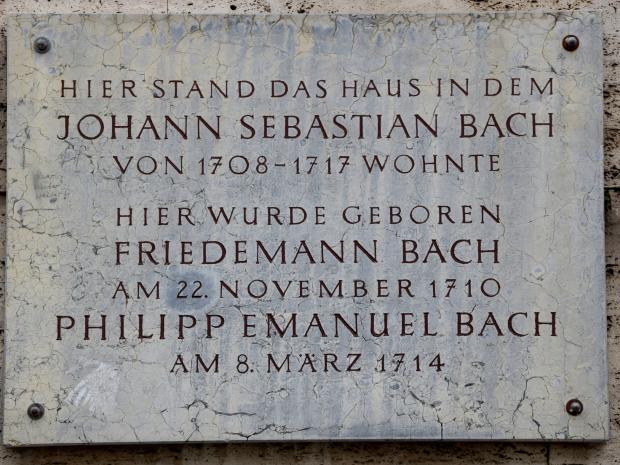 HIER STAND DAS HAUS IN DEM
JOHANN SEBASTIAN BACH
VON 1708-1717 WOHNTE
HIER WURDE GEBOREN
FRIEDEMANN BACH
AM 22. NOVEMBER 1710
PHILIPP EMANUEL BACH
AM 8. MÄRZ 1714